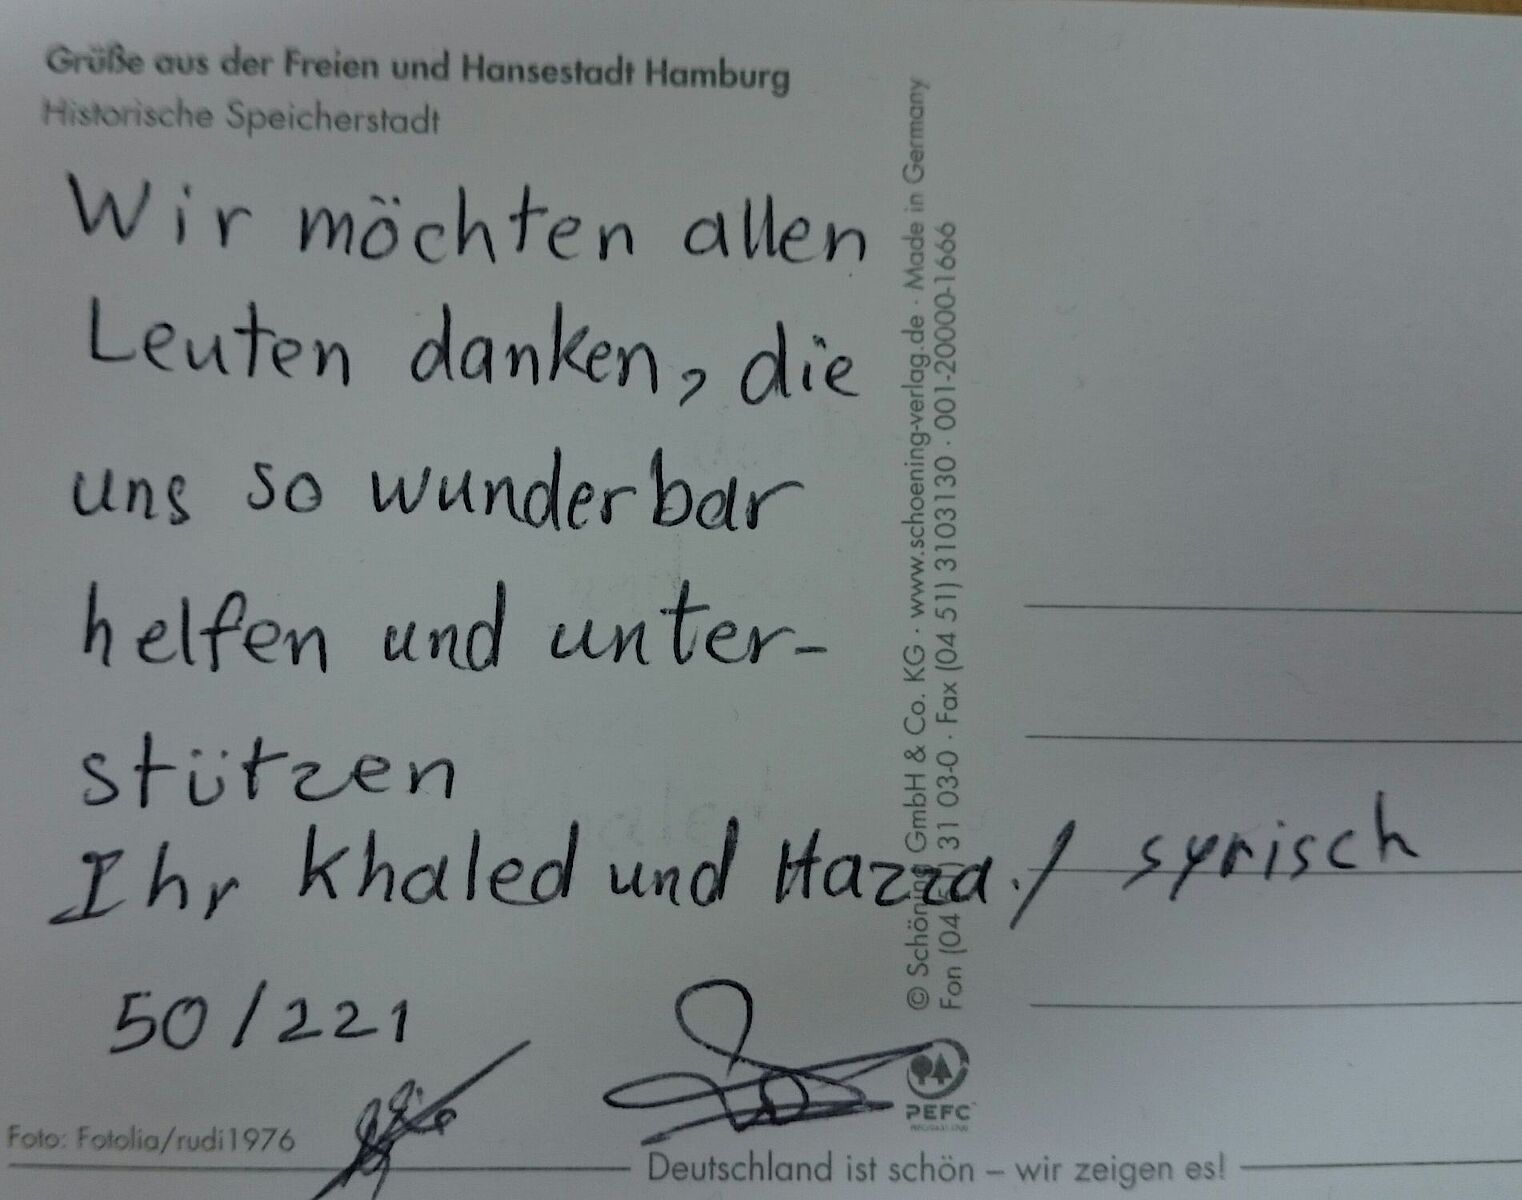 Grüße aus der Freien und Hansestadt Hamburg
Historische Speicherstadt
Wir möchten allen
Leuten danken, die
uns so wunderbar
helfen und unter-
stützen
Ihr Khaled und Hazza./ syrisch
50/221
Foto: Fotolia/rudi1976
© Schöning GmbH & Co. KG · www.schoening-verlag.de · Made in Germany
Fon (04 51) 31 03-0 · Fax (04 51) 3103130 · 001-20000-1666
PEFC
Deutschland ist schön – wir zeigen es!